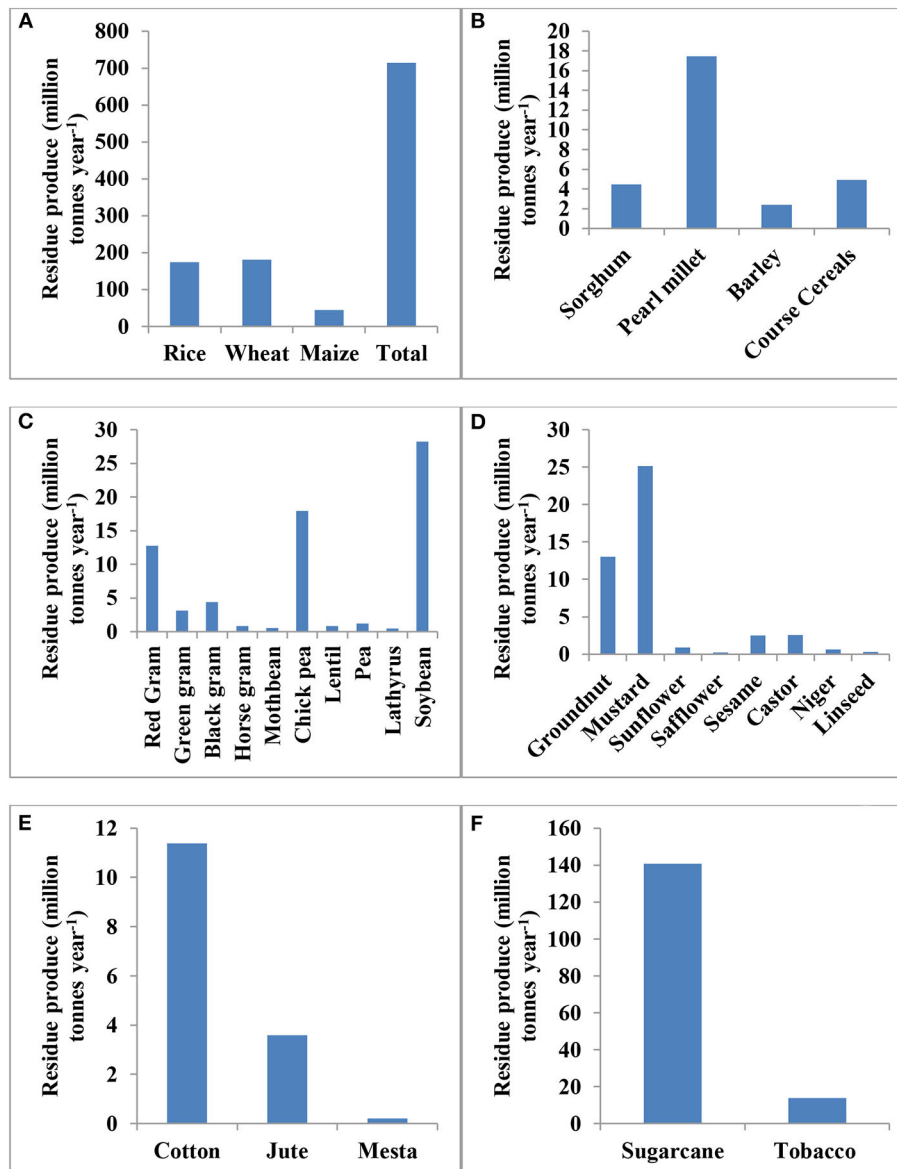 A
Residue produce (million
tonnes year-1)
800
700
600
500
400
300
200
100
0
Rice Wheat Maize Total
B
Residue produce (million
tonnes year-1)
20
18
16
14
12
10
8
6
4
2
0
Sorghum
Pearl millet
Barley
Course Cereals
C
Residue produce (million
tonnes year-1)
30
25
20
15
10
5
0
Red Gram
Green gram
Black gram
Horse gram
Mothbean
Chick pea
Lentil
Pea
Lathyrus
Soybean
D
Residue produce (million
tonnes year-1)
30
25
20
15
10
5
0
Groundnut
Mustard
Sunflower
Safflower
Sesame
Castor
Niger
Linseed
E
Residue produce (million
tonnes year-1)
12
10
8
6
4
2
0
Cotton Jute Mesta
F
Residue produce (million
tonnes year-1)
160
140
120
100
80
60
40
20
0
Sugarcane Tobacco